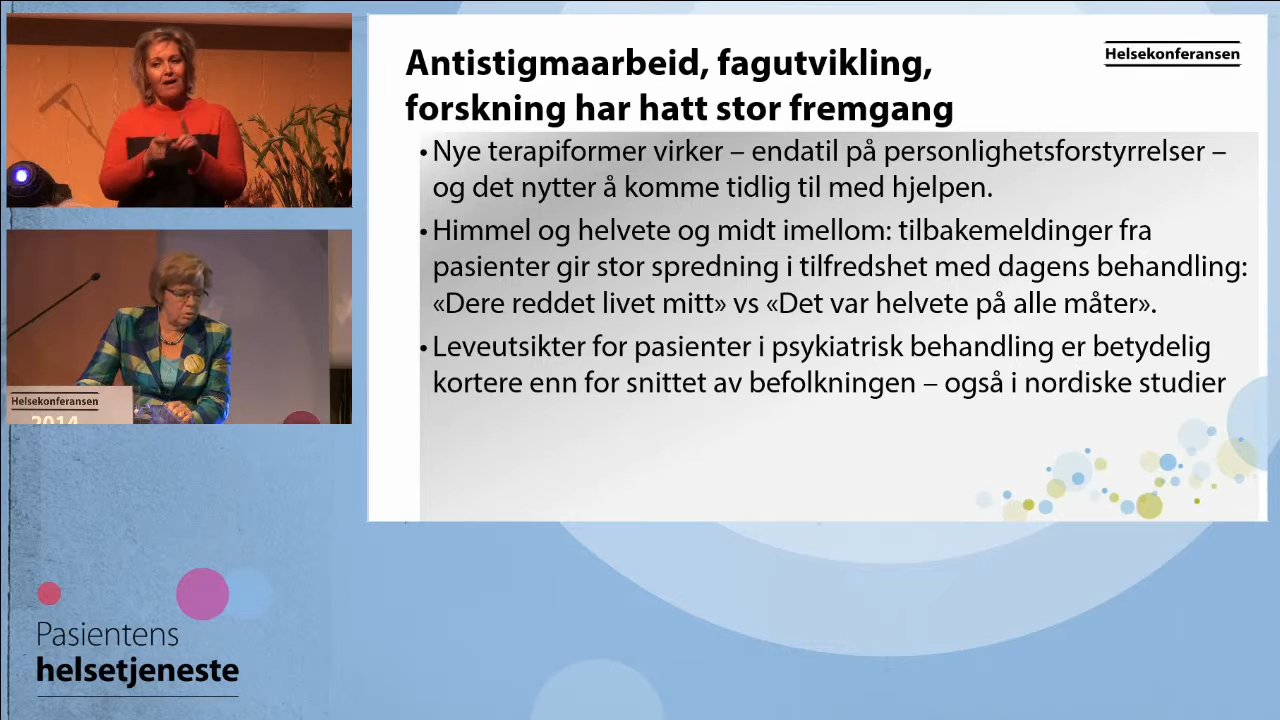 Antistigmaarbeid, fagutvikling,
forskning har hatt stor fremgang
Helsekonferansen
• Nye terapiformer virker – endatil på personlighetsforstyrrelser –
og det nytter å komme tidlig til med hjelpen.
• Himmel og helvete og midt imellom: tilbakemeldinger fra
pasienter gir stor spredning i tilfredshet med dagens behandling:
«Dere reddet livet mitt» vs «Det var helvete på alle måter».
• Leveutsikter for pasienter i psykiatrisk behandling er betydelig
kortere enn for snittet av befolkningen – også i nordiske studier
Helsekonferansen
2014
Pasientens
helsetjeneste